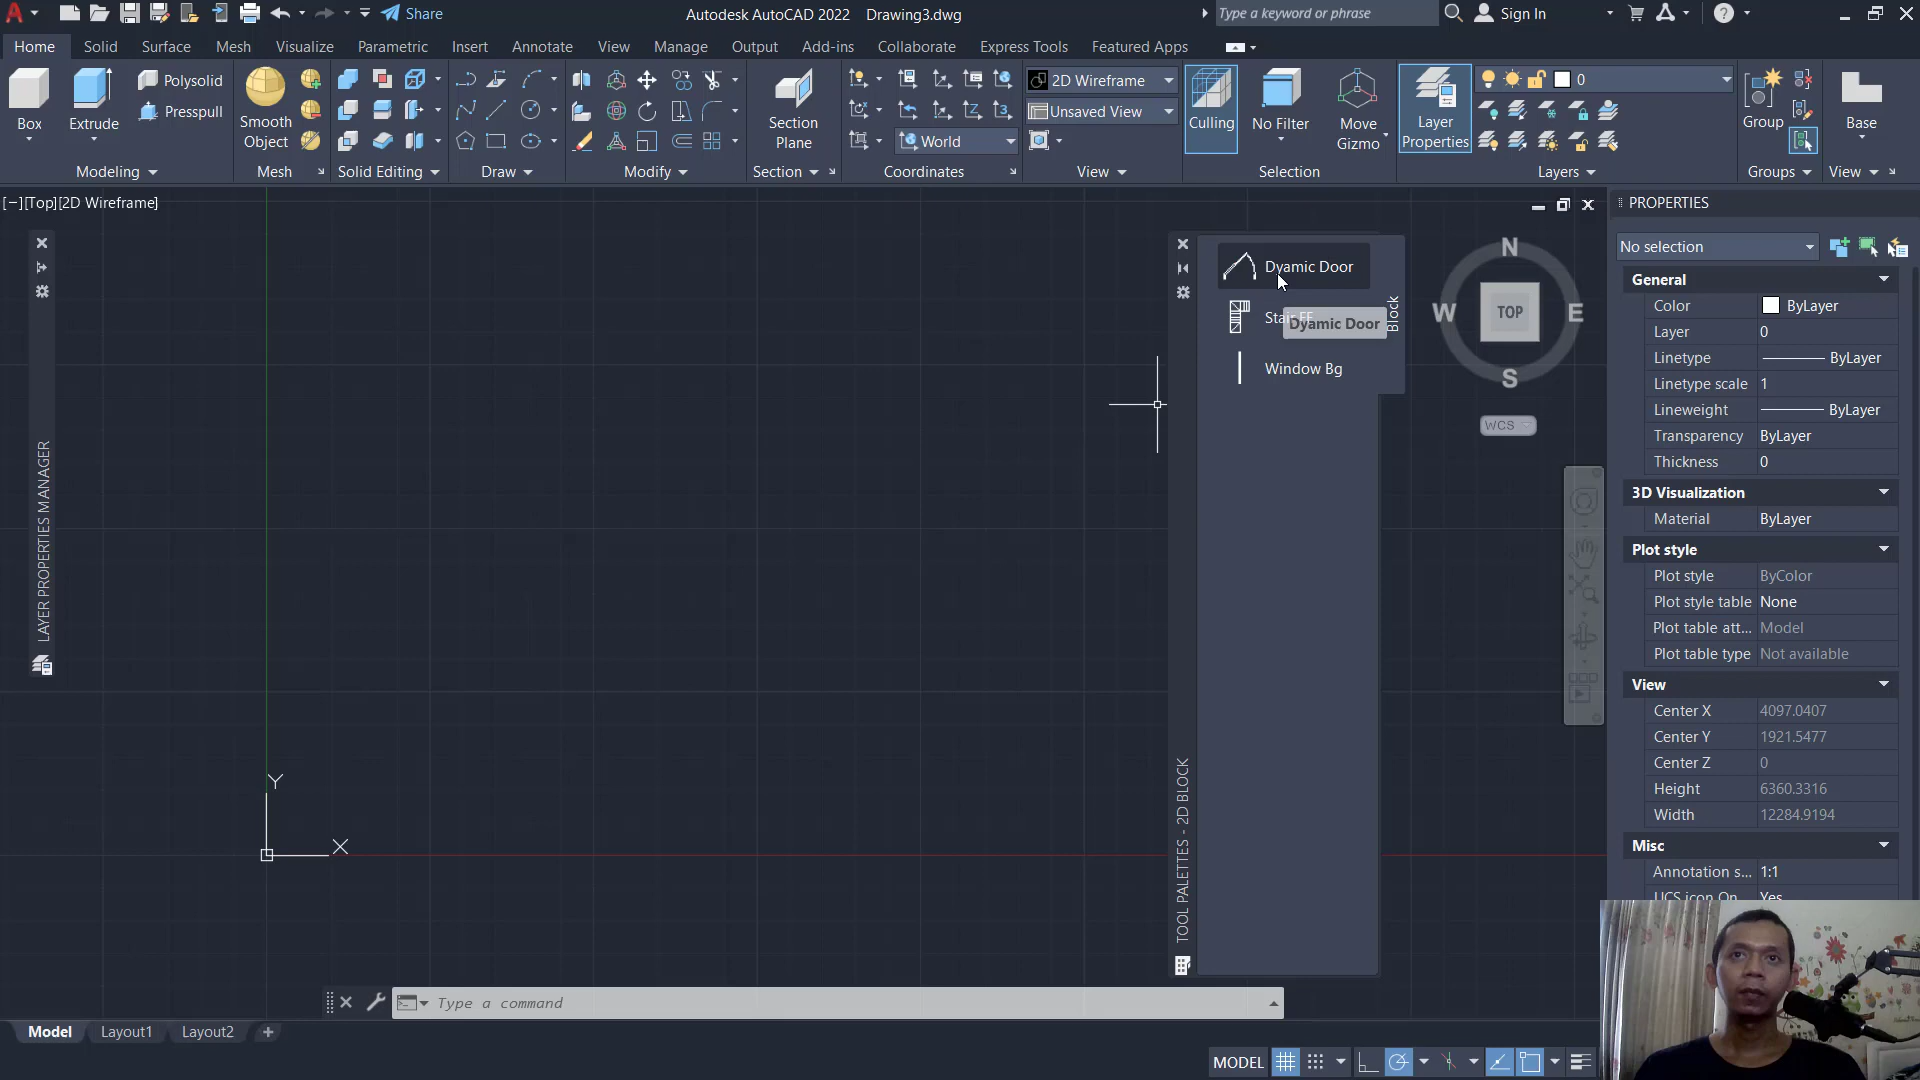 Share
Autodesk AutoCAD 2022 Drawing3.dwg
Type a keyword or phrase
Sign In
Home Solid Surface Mesh Visualize Parametric Insert Annotate View Manage Output Add-ins Collaborate Express Tools Featured Apps
Box
Extrude
Polysolid
Presspull
Smooth
Object
Section
Plane
World
2D Wireframe
Unsaved View
Culling
No Filter
Move
Gizmo
Layer
Properties
0
Group
Base
Modeling Mesh Solid Editing Draw Modify Section Coordinates View Selection Layers Groups View
[−][Top][2D Wireframe]
LAYER PROPERTIES MANAGER
Y
X
Dyamic Door
Stair FF
Dyamic Door
Window Bg
Block
TOOL PALETTES - 2D BLOCK
N
W TOP E
S
WCS
PROPERTIES
No selection
General
Color ByLayer
Layer 0
Linetype ByLayer
Linetype scale 1
Lineweight ByLayer
Transparency ByLayer
Thickness 0
3D Visualization
Material ByLayer
Plot style
Plot style ByColor
Plot style table None
Plot table att... Model
Plot table type Not available
View
Center X 4097.0407
Center Y 1921.5477
Center Z 0
Height 6360.3316
Width 12284.9194
Misc
Annotation s... 1:1
UCS icon On Yes
Type a command
Model Layout1 Layout2
MODEL